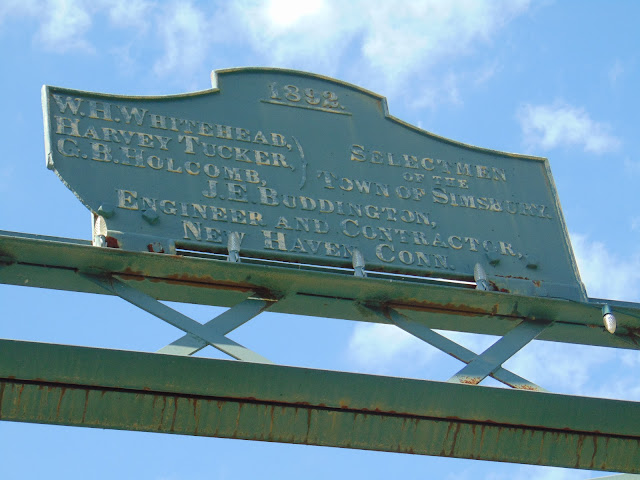 1892.
W.H. WHITEHEAD,
HARVEY TUCKER,
C.B. HOLCOMB,
SELECTMEN
OF THE
TOWN OF SIMSBURY.
J.E. BUDDINGTON,
ENGINEER AND CONTRACTOR,
NEW HAVEN CONN.